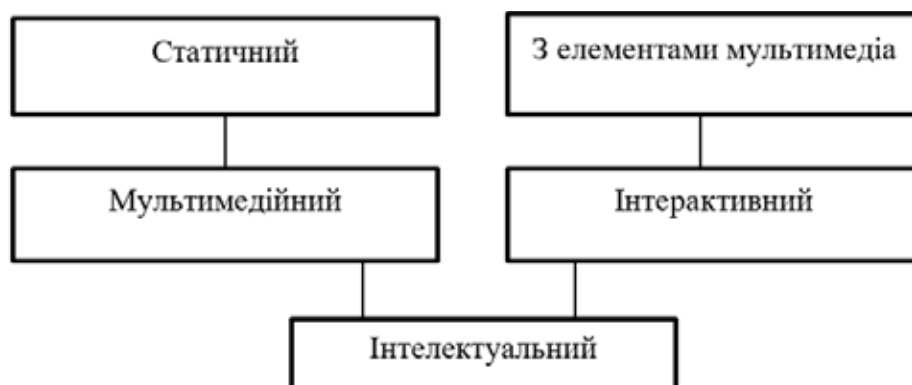 Статичний
З елементами мультимедіа
Мультимедійний
Інтерактивний
Інтелектуальний